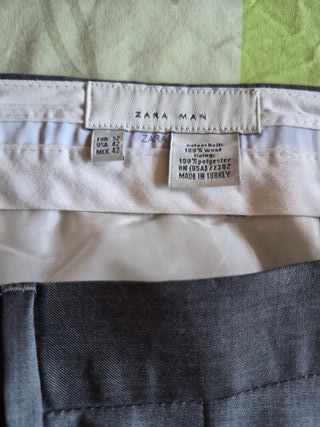 ZARA MAN
EUR 52
USA 42
MEX 42
ZARA
outer shell:
100% wool
lining:
100% polyester
RN (USA) 77302
MADE IN TURKEY